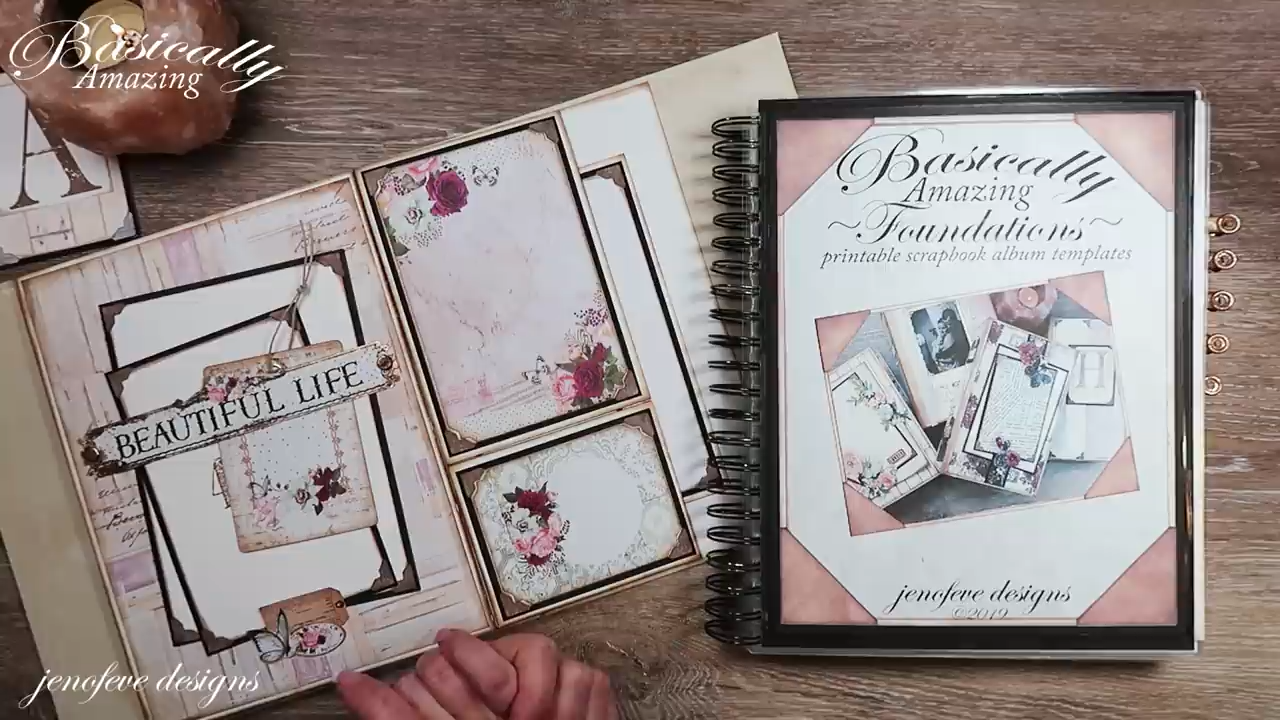 Basically
Amazing
A
BEAUTIFUL LIFE
Basically
Amazing
~Foundations~
printable scrapbook album templates
H
jenofeve designs
©2019
jenofeve designs